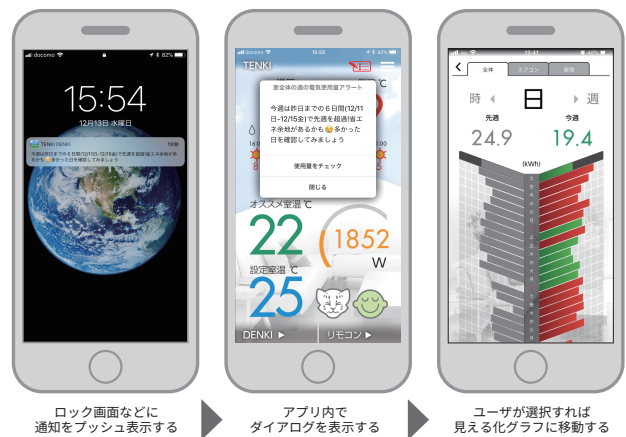 docomo
82%
15:54
12月13日 水曜日
TENKI DENKI
今週は昨日までの6日間(12/11日-12/15金)で先週を超過!省エネ余地があ
るかも😄多かった日を確認してみましょう
docomo
15:55
TENKI
家全体の週の電気使用量アラート
今週は昨日までの6日間(12/11
日-12/15金)で先週を超過!省エ
ネ余地があるかも😄多かった
日を確認してみましょう
使用量をチェック
閉じる
オススメ室温 ℃
22
1852
W
設定室温 ℃
25
DENKI ▶
リモコン ▶
au
13:41
48%
全体
エアコン
時 ◀ 日 ▶ 週
先週
今週
24.9
19.4
(kWh)
ロック画面などに
通知をプッシュ表示する
アプリ内で
ダイアログを表示する
ユーザが選択すれば
見える化グラフに移動する